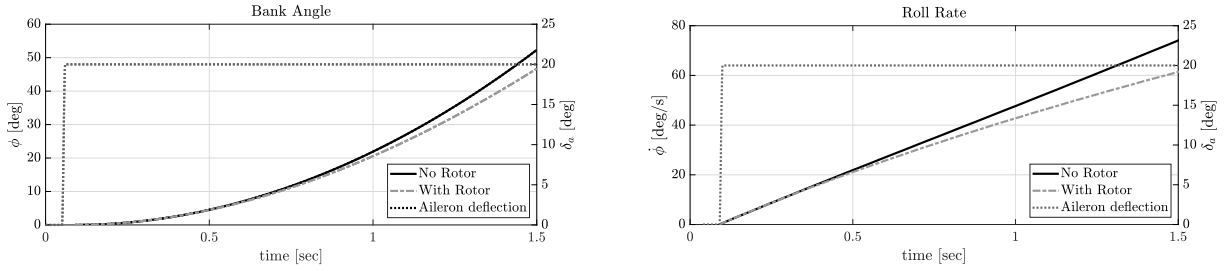 Bank Angle
60
50
40
30
20
10
0
ϕ [deg]
25
20
15
10
5
0
δa [deg]
No Rotor
With Rotor
Aileron deflection
0
0.5
1
1.5
time [sec]
Roll Rate
80
60
40
20
0
ϕ̇ [deg/s]
25
20
15
10
5
0
δa [deg]
No Rotor
With Rotor
Aileron deflection
0
0.5
1
1.5
time [sec]